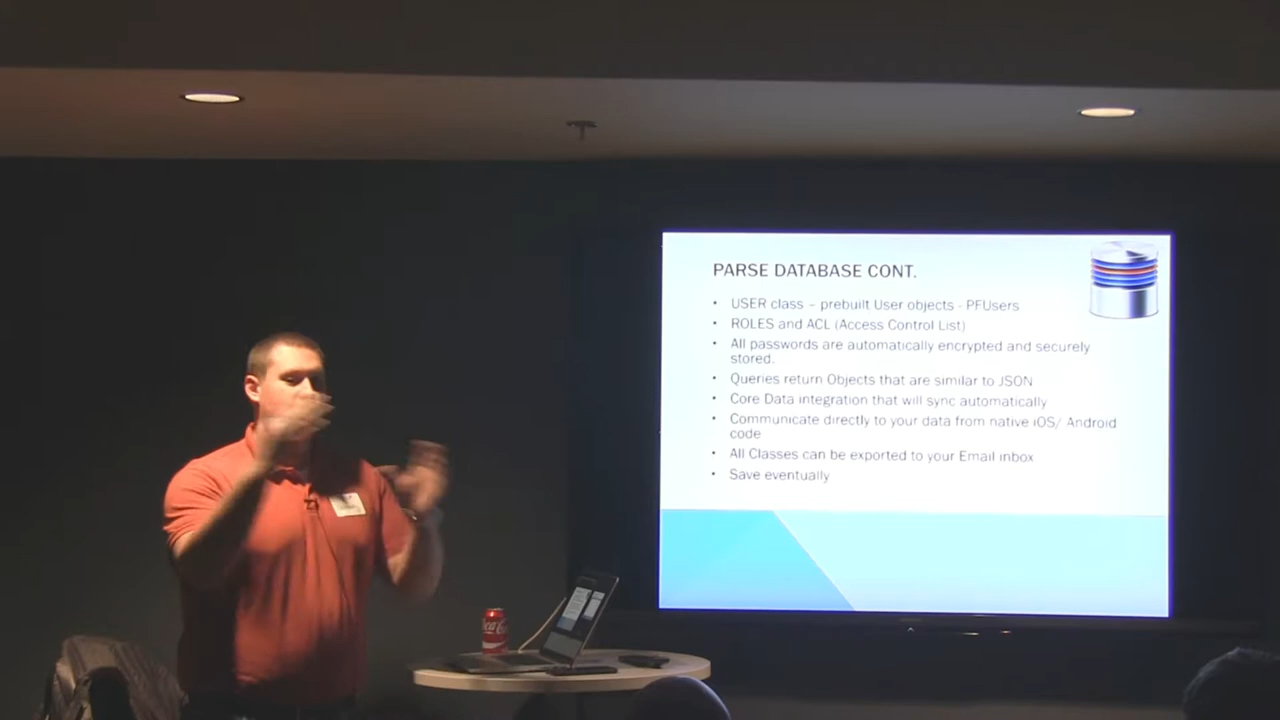 PARSE DATABASE CONT.
• USER class – prebuilt User objects - PFUsers
• ROLES and ACL (Access Control List)
• All passwords are automatically encrypted and securely
stored.
• Queries return Objects that are similar to JSON
• Core Data integration that will sync automatically
• Communicate directly to your data from native iOS/ Android
code
• All Classes can be exported to your Email inbox
• Save eventually